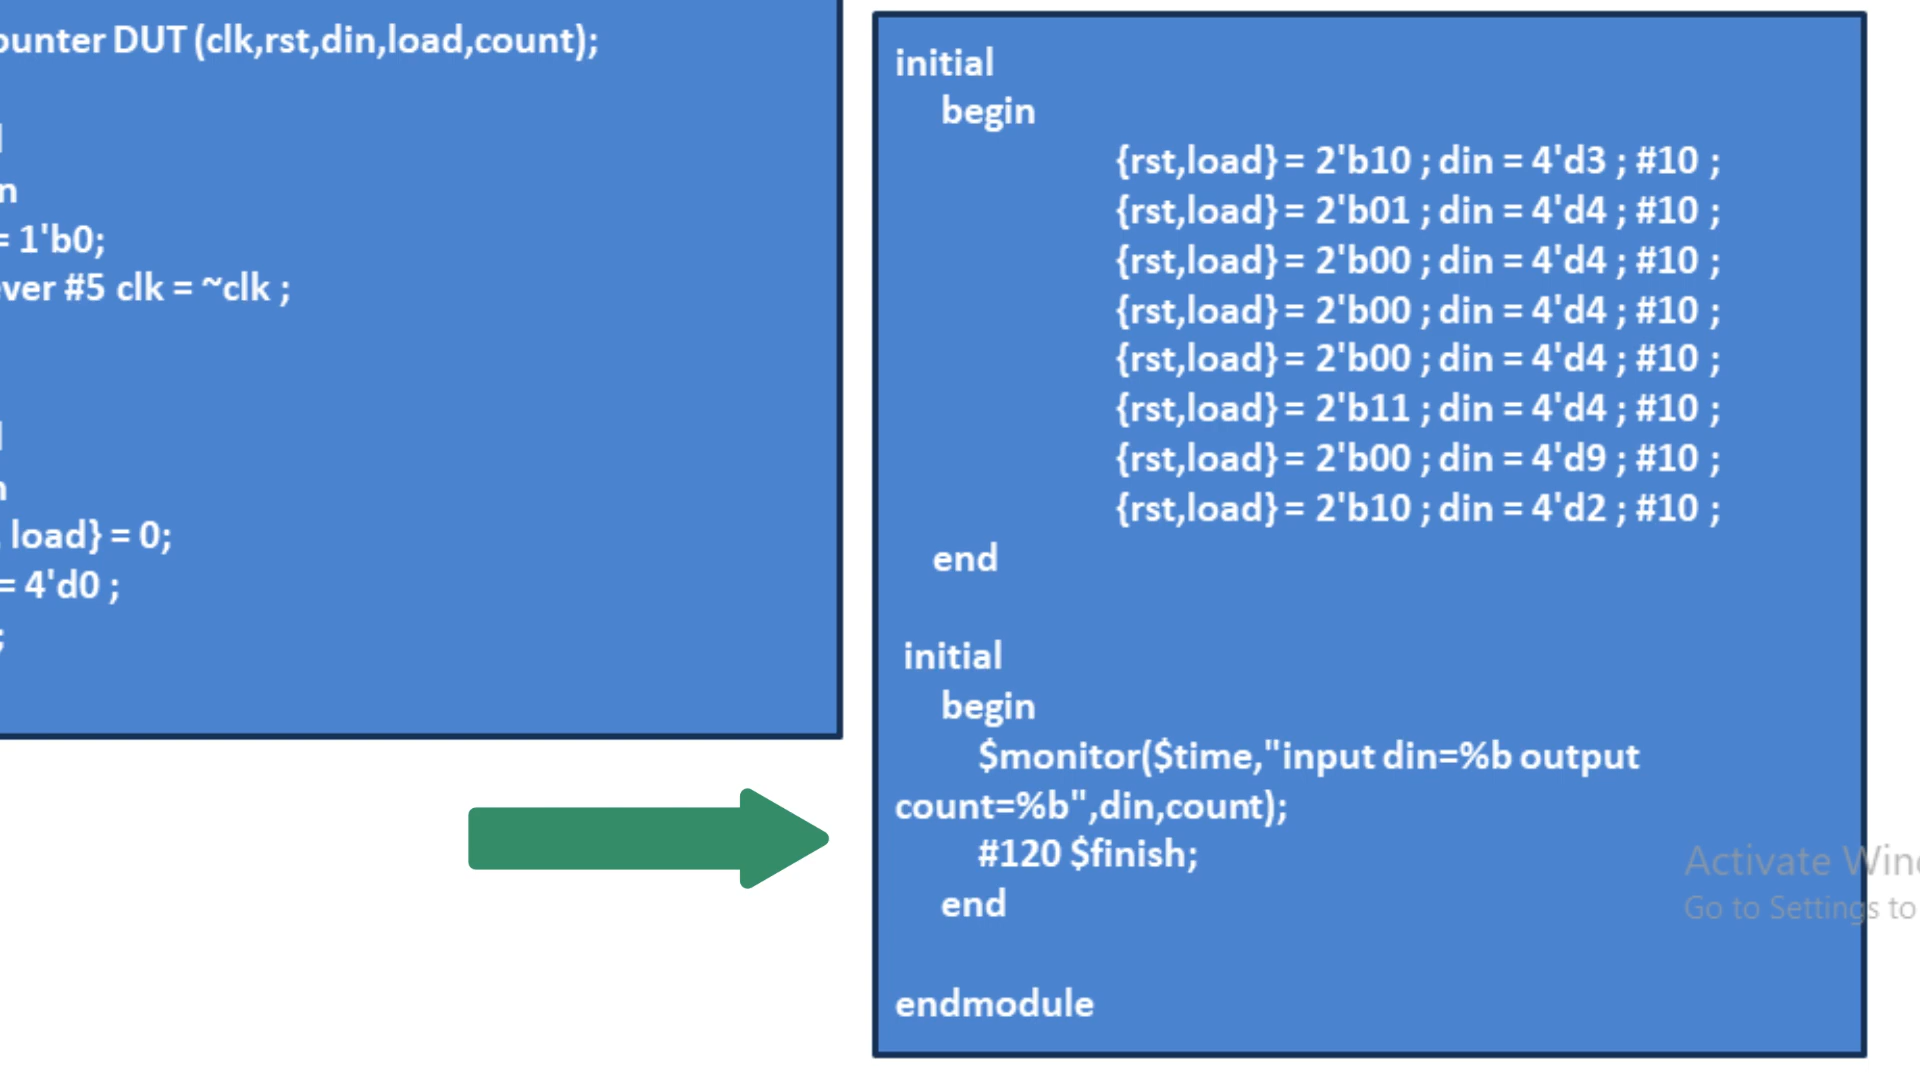 DUT (clk,rst,din,load,count);
= 1'b0;
#5 clk = ~clk ;
load} = 0;
= 4'd0 ;
;
initial
begin
{rst,load} = 2'b10 ; din = 4'd3 ; #10 ;
{rst,load} = 2'b01 ; din = 4'd4 ; #10 ;
{rst,load} = 2'b00 ; din = 4'd4 ; #10 ;
{rst,load} = 2'b00 ; din = 4'd4 ; #10 ;
{rst,load} = 2'b00 ; din = 4'd4 ; #10 ;
{rst,load} = 2'b11 ; din = 4'd4 ; #10 ;
{rst,load} = 2'b00 ; din = 4'd9 ; #10 ;
{rst,load} = 2'b10 ; din = 4'd2 ; #10 ;
end
initial
begin
$monitor($time,"input din=%b output
count=%b",din,count);
#120 $finish;
end
endmodule
Activate
Go to Settings to